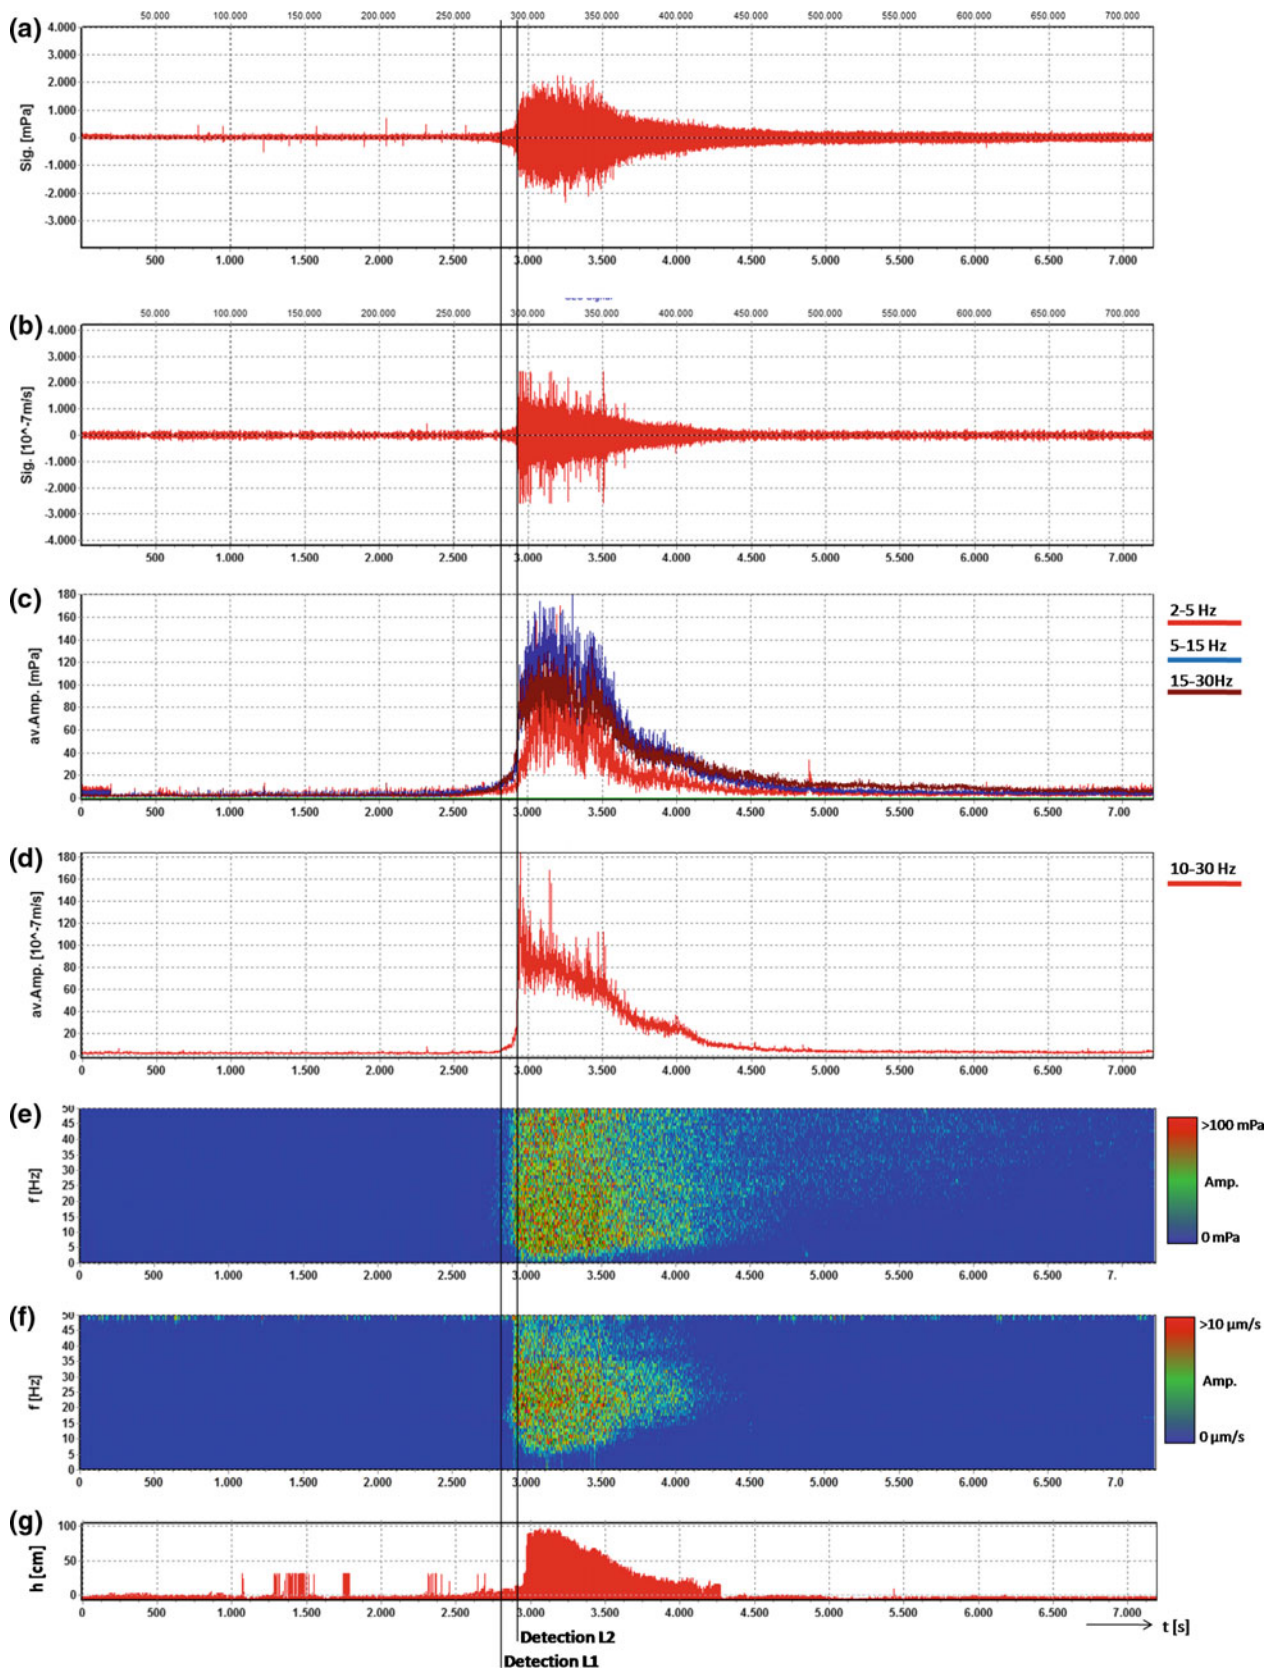 (a)
50.000 100.000 150.000 200.000 250.000 300.000 350.000 400.000 450.000 500.000 550.000 600.000 650.000 700.000
4.000
3.000
2.000
1.000
0
-1.000
-2.000
-3.000
Sig. [mPa]
500 1.000 1.500 2.000 2.500 3.000 3.500 4.000 4.500 5.000 5.500 6.000 6.500 7.000
(b)
50.000 100.000 150.000 200.000 250.000 300.000 350.000 400.000 450.000 500.000 550.000 600.000 650.000 700.000
4.000
3.000
2.000
1.000
0
-1.000
-2.000
-3.000
-4.000
Sig. [10^-7m/s]
500 1.000 1.500 2.000 2.500 3.000 3.500 4.000 4.500 5.000 5.500 6.000 6.500 7.000
(c)
180
160
140
120
100
80
60
40
20
0
av.Amp. [mPa]
0 500 1.000 1.500 2.000 2.500 3.000 3.500 4.000 4.500 5.000 5.500 6.000 6.500 7.000
2-5 Hz
5-15 Hz
15-30Hz
(d)
180
160
140
120
100
80
60
40
20
0
av.Amp. [10^-7m/s]
0 500 1.000 1.500 2.000 2.500 3.000 3.500 4.000 4.500 5.000 5.500 6.000 6.500 7.000
10-30 Hz
(e)
50
45
40
35
30
25
20
15
10
5
0
f [Hz]
0 500 1.000 1.500 2.000 2.500 3.000 3.500 4.000 4.500 5.000 5.500 6.000 6.500 7.
>100 mPa
Amp.
0 mPa
(f)
50
45
40
35
30
25
20
15
10
5
0
f [Hz]
0 500 1.000 1.500 2.000 2.500 3.000 3.500 4.000 4.500 5.000 5.500 6.000 6.500 7.
>10 µm/s
Amp.
0 µm/s
(g)
100
50
0
h [cm]
0 500 1.000 1.500 2.000 2.500 3.000 3.500 4.000 4.500 5.000 5.500 6.000 6.500 7.000
t [s]
Detection L2
Detection L1